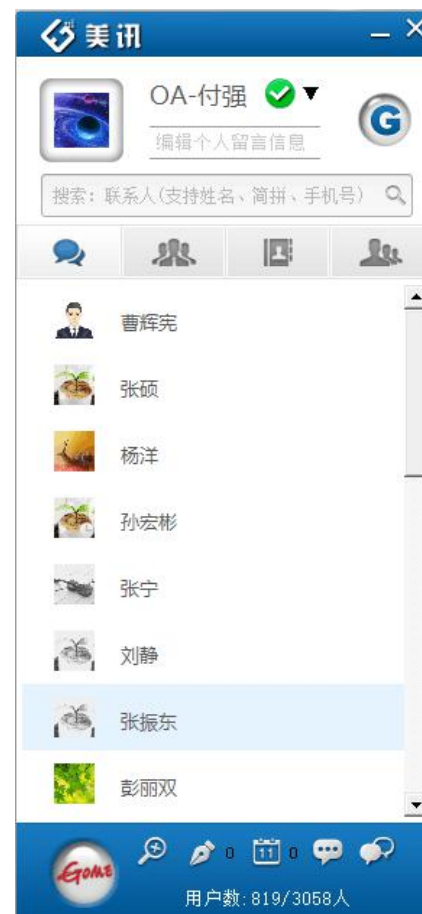 美讯
OA-付强
G
编辑个人留言信息
搜索：联系人(支持姓名、简拼、手机号)
曹辉宪
张硕
杨洋
孙宏彬
张宁
刘静
张振东
彭丽双
GOME
0 11 0
用户数:819/3058人